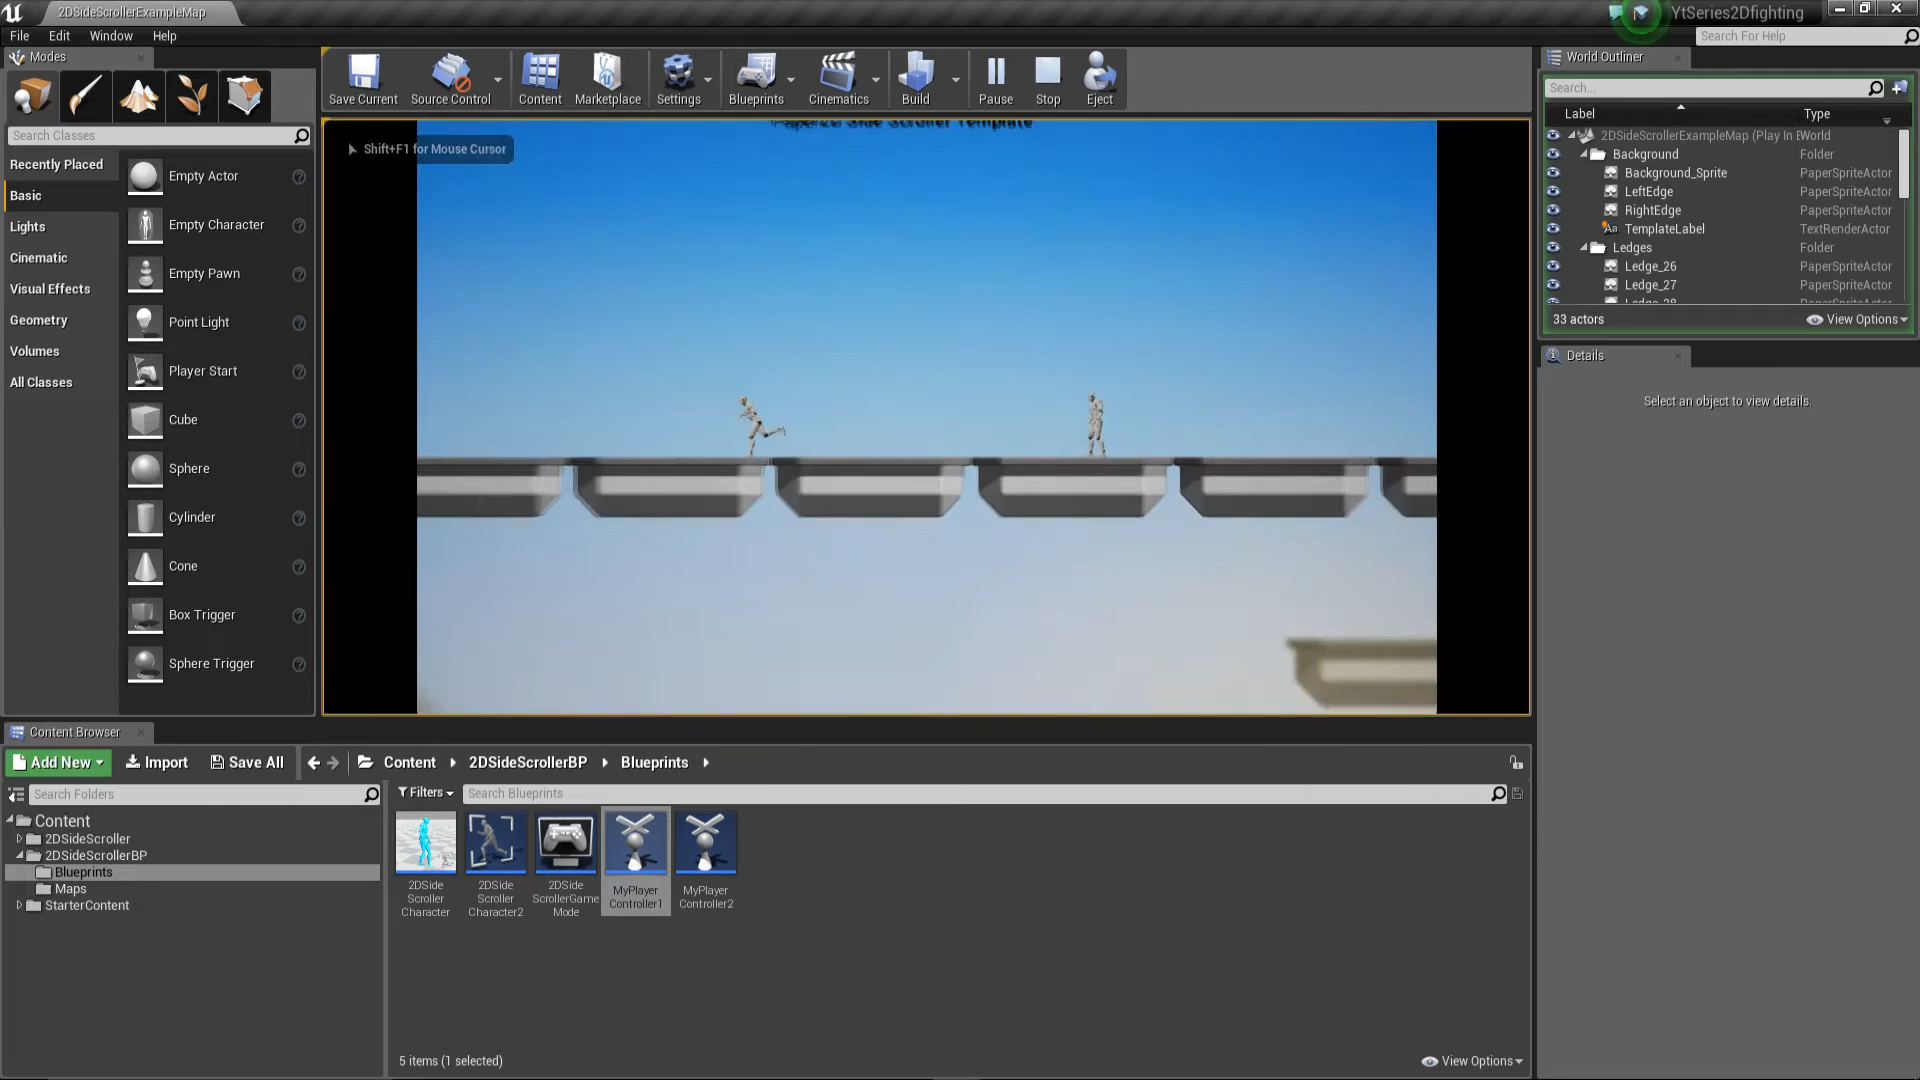 2DSideScrollerExampleMap
YtSeries2Dfighting
File Edit Window Help
Search For Help
Modes
World Outliner
Save Current Source Control Content Marketplace Settings Blueprints Cinematics Build Pause Stop Eject
Search...
Label Type
Search Classes
Recently Placed
Basic
Lights
Cinematic
Visual Effects
Geometry
Volumes
All Classes
Empty Actor
Empty Character
Empty Pawn
Point Light
Player Start
Cube
Sphere
Cylinder
Cone
Box Trigger
Sphere Trigger
Paper2D Side Scroller Template
Shift+F1 for Mouse Cursor
2DSideScrollerExampleMap (Play In E World
Background Folder
Background_Sprite PaperSpriteActor
LeftEdge PaperSpriteActor
RightEdge PaperSpriteActor
TemplateLabel TextRenderActor
Ledges Folder
Ledge_26 PaperSpriteActor
Ledge_27 PaperSpriteActor
Ledge_28 PaperSpriteActor
33 actors View Options
Details
Select an object to view details.
Content Browser
Add New Import Save All Content 2DSideScrollerBP Blueprints
Search Folders
Filters Search Blueprints
Content
2DSideScroller
2DSideScrollerBP
Blueprints
Maps
StarterContent
2DSide
Scroller
Character
2DSide
Scroller
Character2
2DSide
ScrollerGame
Mode
MyPlayer
Controller1
MyPlayer
Controller2
5 items (1 selected) View Options